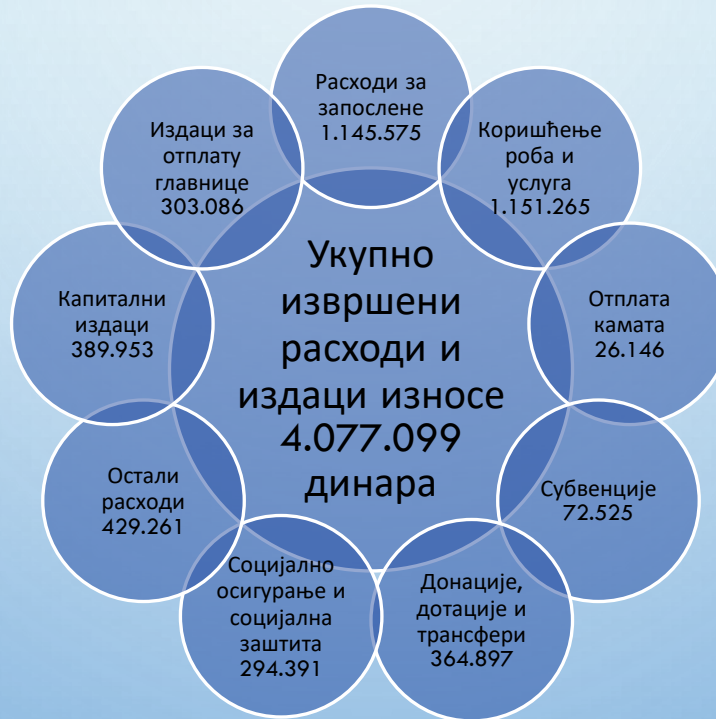 Расходи за
запослене
1.145.575
Коришћење
роба и
услуга
1.151.265
Отплата
камата
26.146
Субвенције
72.525
Донације,
дотације и
трансфери
364.897
Социјално
осигурање и
социјална
заштита
294.391
Остали
расходи
429.261
Капитални
издаци
389.953
Издаци за
отплату
главнице
303.086
Укупно
извршени
расходи и
издаци износе
4.077.099
динара